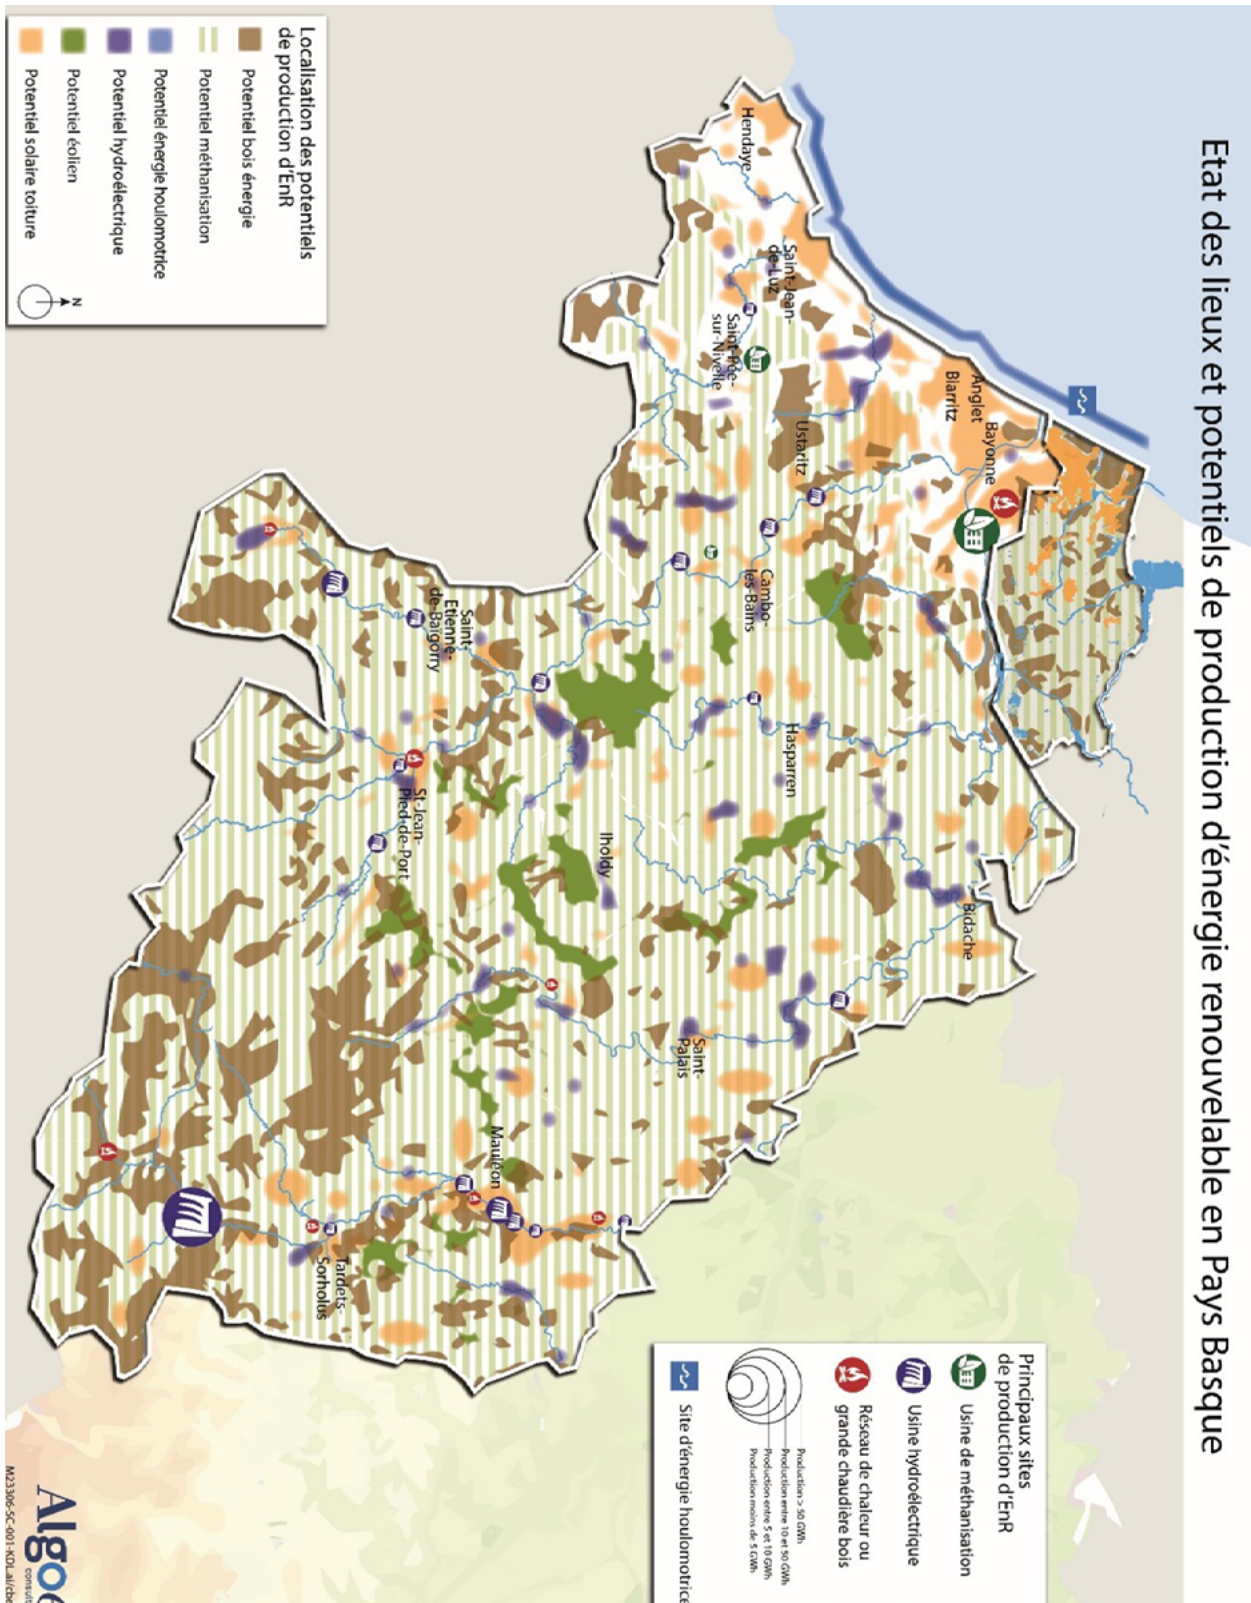 Etat des lieux et potentiels de production d'énergie renouvelable en Pays Basque
Localisation des potentiels
de production d'EnR
Potentiel bois énergie
Potentiel méthanisation
Potentiel énergie houlomotrice
Potentiel hydroélectrique
Potentiel éolien
Potentiel solaire toiture
N
Hendaye
Saint-Jean-
de-Luz
Saint-Pée-
sur-Nivelle
Anglet
Biarritz
Bayonne
Ustaritz
Cambo-
les-Bains
Hasparren
Bidache
Saint-
Etienne-
de-Baïgorry
St-Jean-
Pied-de-Port
Iholdy
Saint-
Palais
Mauléon
Tardets-
Sorholus
Principaux sites
de production d'EnR
Usine de méthanisation
Usine hydroélectrique
Réseau de chaleur ou
grande chaudière bois
Production > 50 GWh
Production entre 10 et 50 GWh
Production entre 5 et 10 GWh
Production moins de 5 GWh
Site d'énergie houlomotrice
Algoé
consult